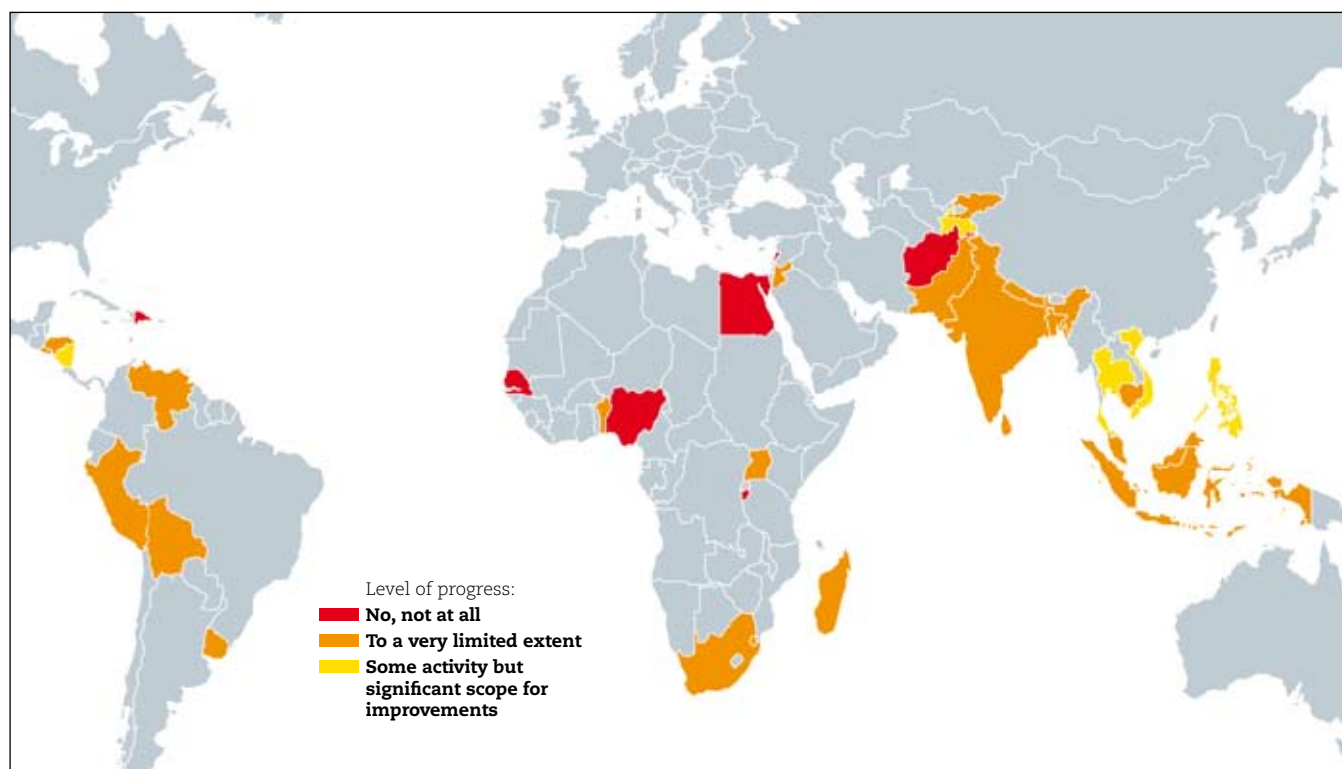 Level of progress:
No, not at all
To a very limited extent
Some activity but
significant scope for
improvements